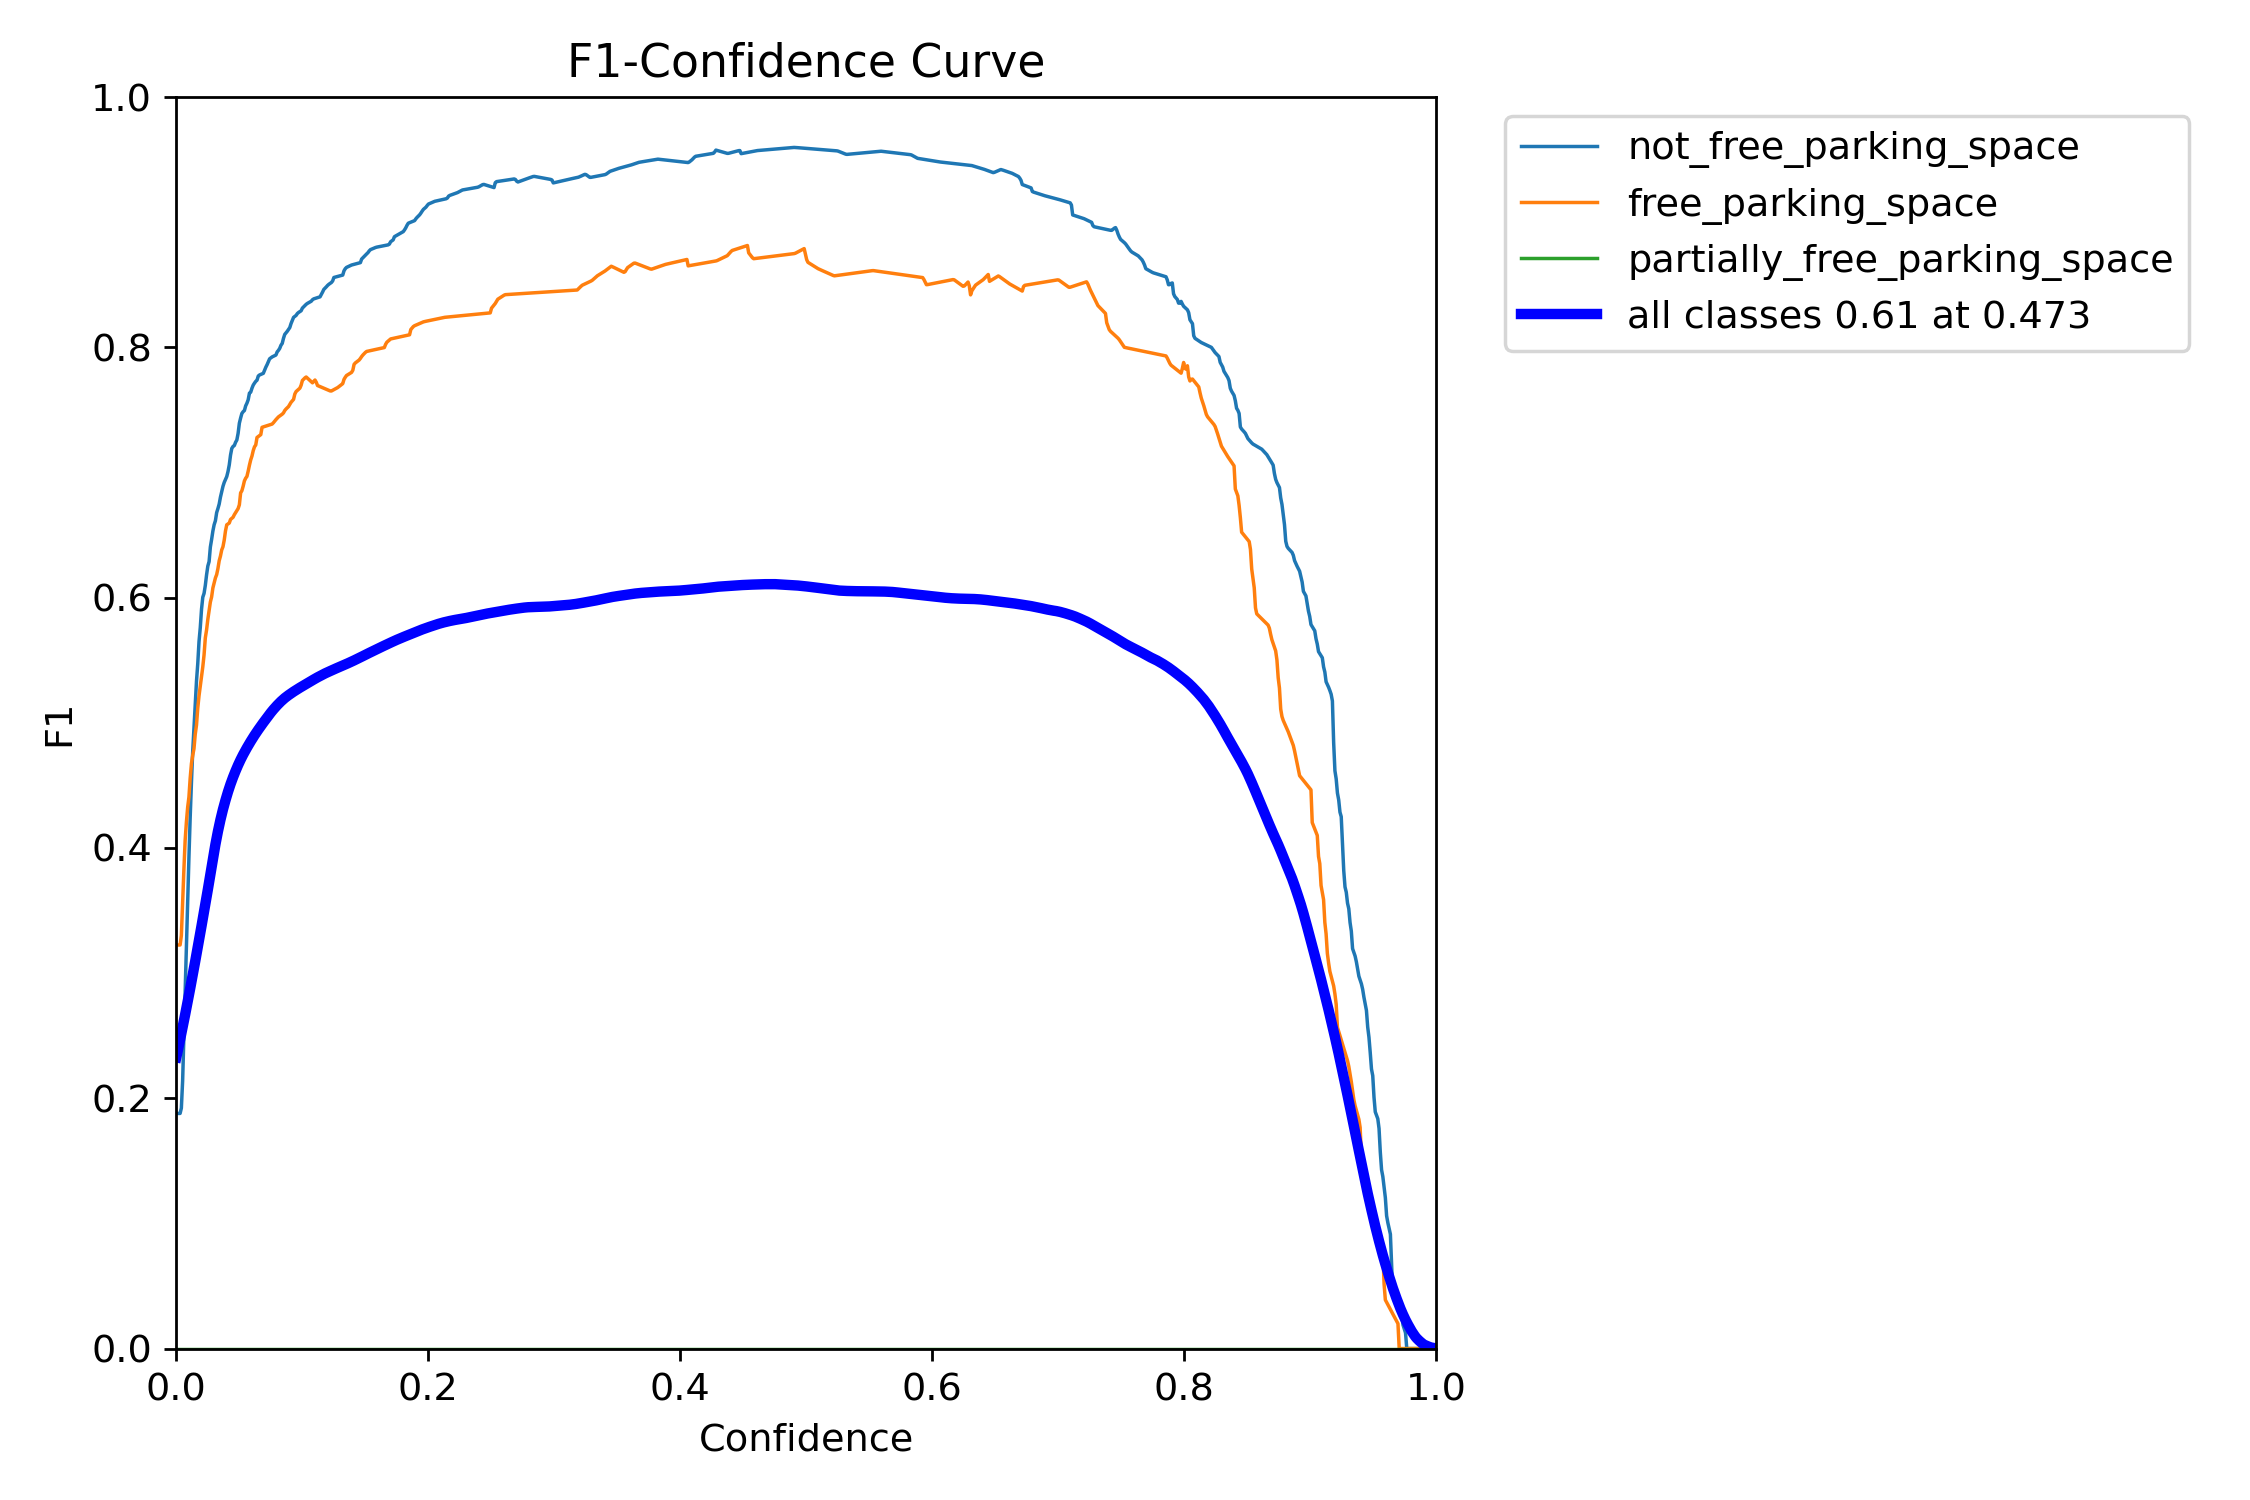 F1-Confidence Curve
1.0
0.8
0.6
0.4
0.2
0.0
F1
0.0 0.2 0.4 0.6 0.8 1.0
Confidence
not_free_parking_space
free_parking_space
partially_free_parking_space
all classes 0.61 at 0.473